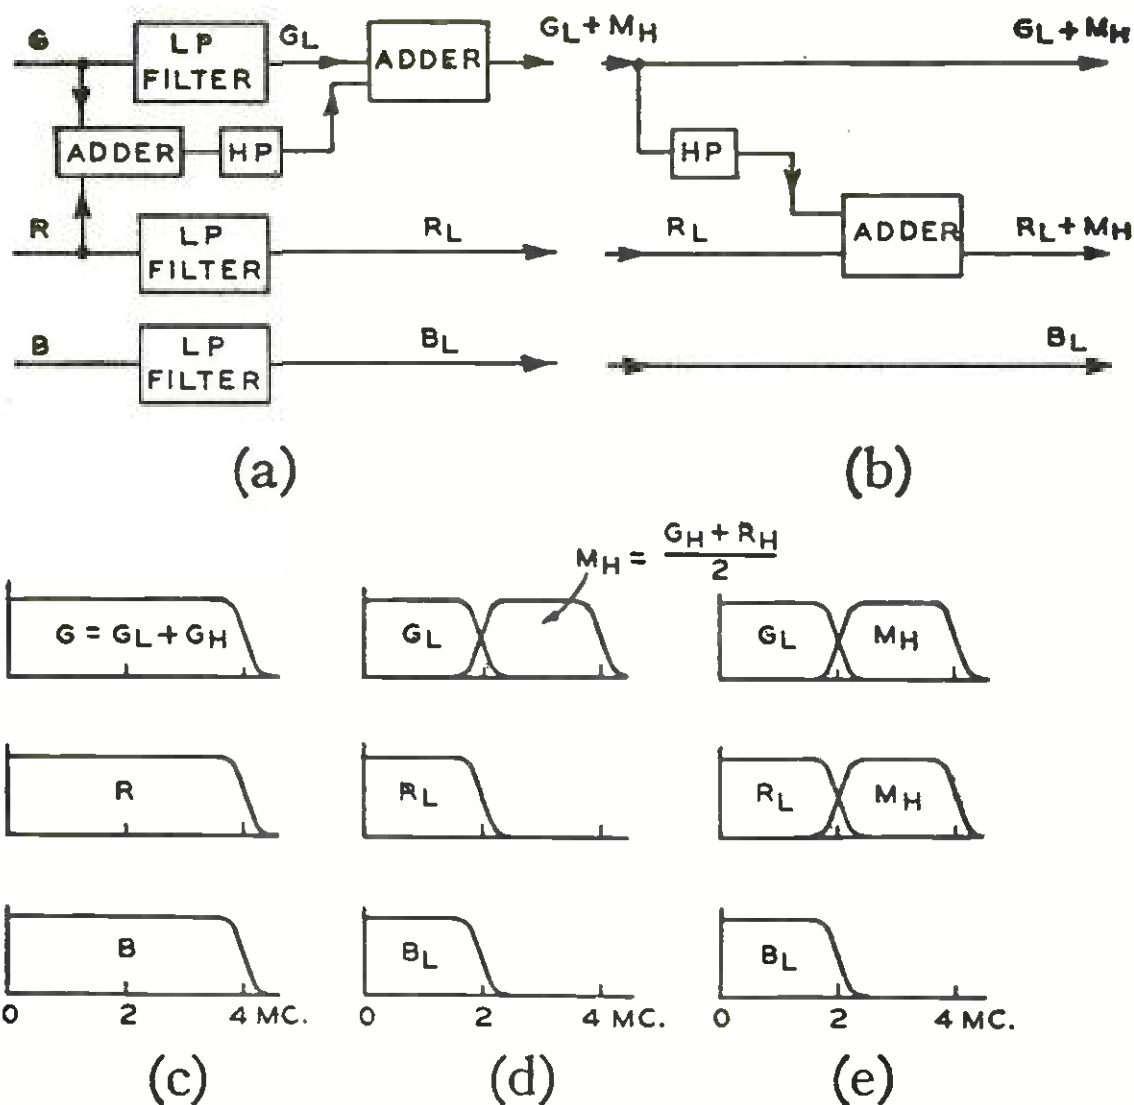 G
LP
FILTER
GL
ADDER
GL+MH
ADDER
HP
R
LP
FILTER
RL
B
LP
FILTER
BL
(a)
GL+MH
HP
RL
ADDER
RL+MH
BL
(b)
MH = GH + RH
2
G = GL + GH
R
B
0 2 4 MC.
(c)
GL
RL
BL
0 2 4 MC.
(d)
GL MH
RL MH
BL
0 2 4 MC.
(e)